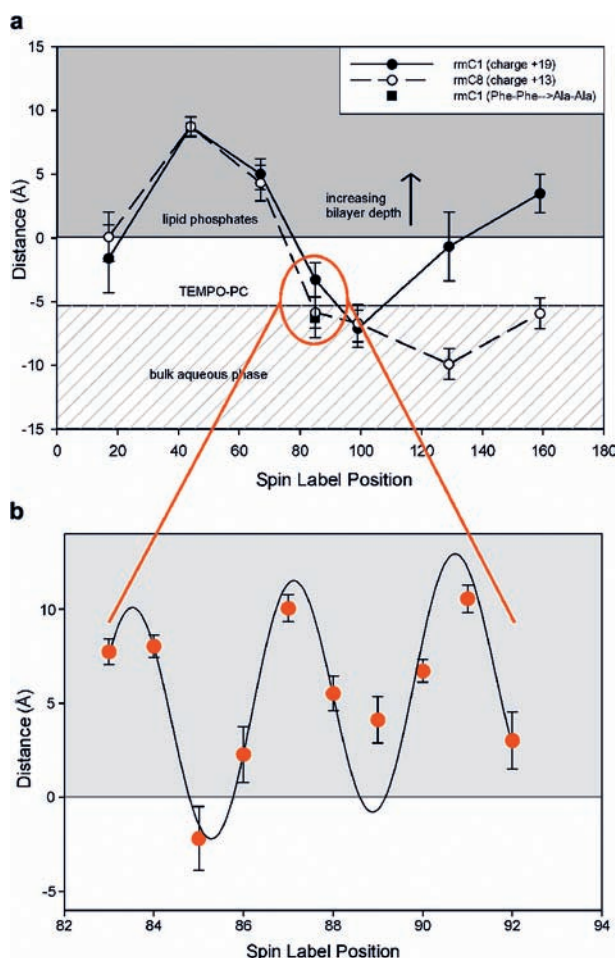 a
15
10
5
0
-5
-10
-15
Distance (Å)
rmC1 (charge +19)
rmC8 (charge +13)
rmC1 (Phe-Phe-->Ala-Ala)
increasing
bilayer depth
lipid phosphates
TEMPO-PC
bulk aqueous phase
0 20 40 60 80 100 120 140 160 180
Spin Label Position
b
10
5
0
-5
Distance (Å)
82 84 86 88 90 92 94
Spin Label Position